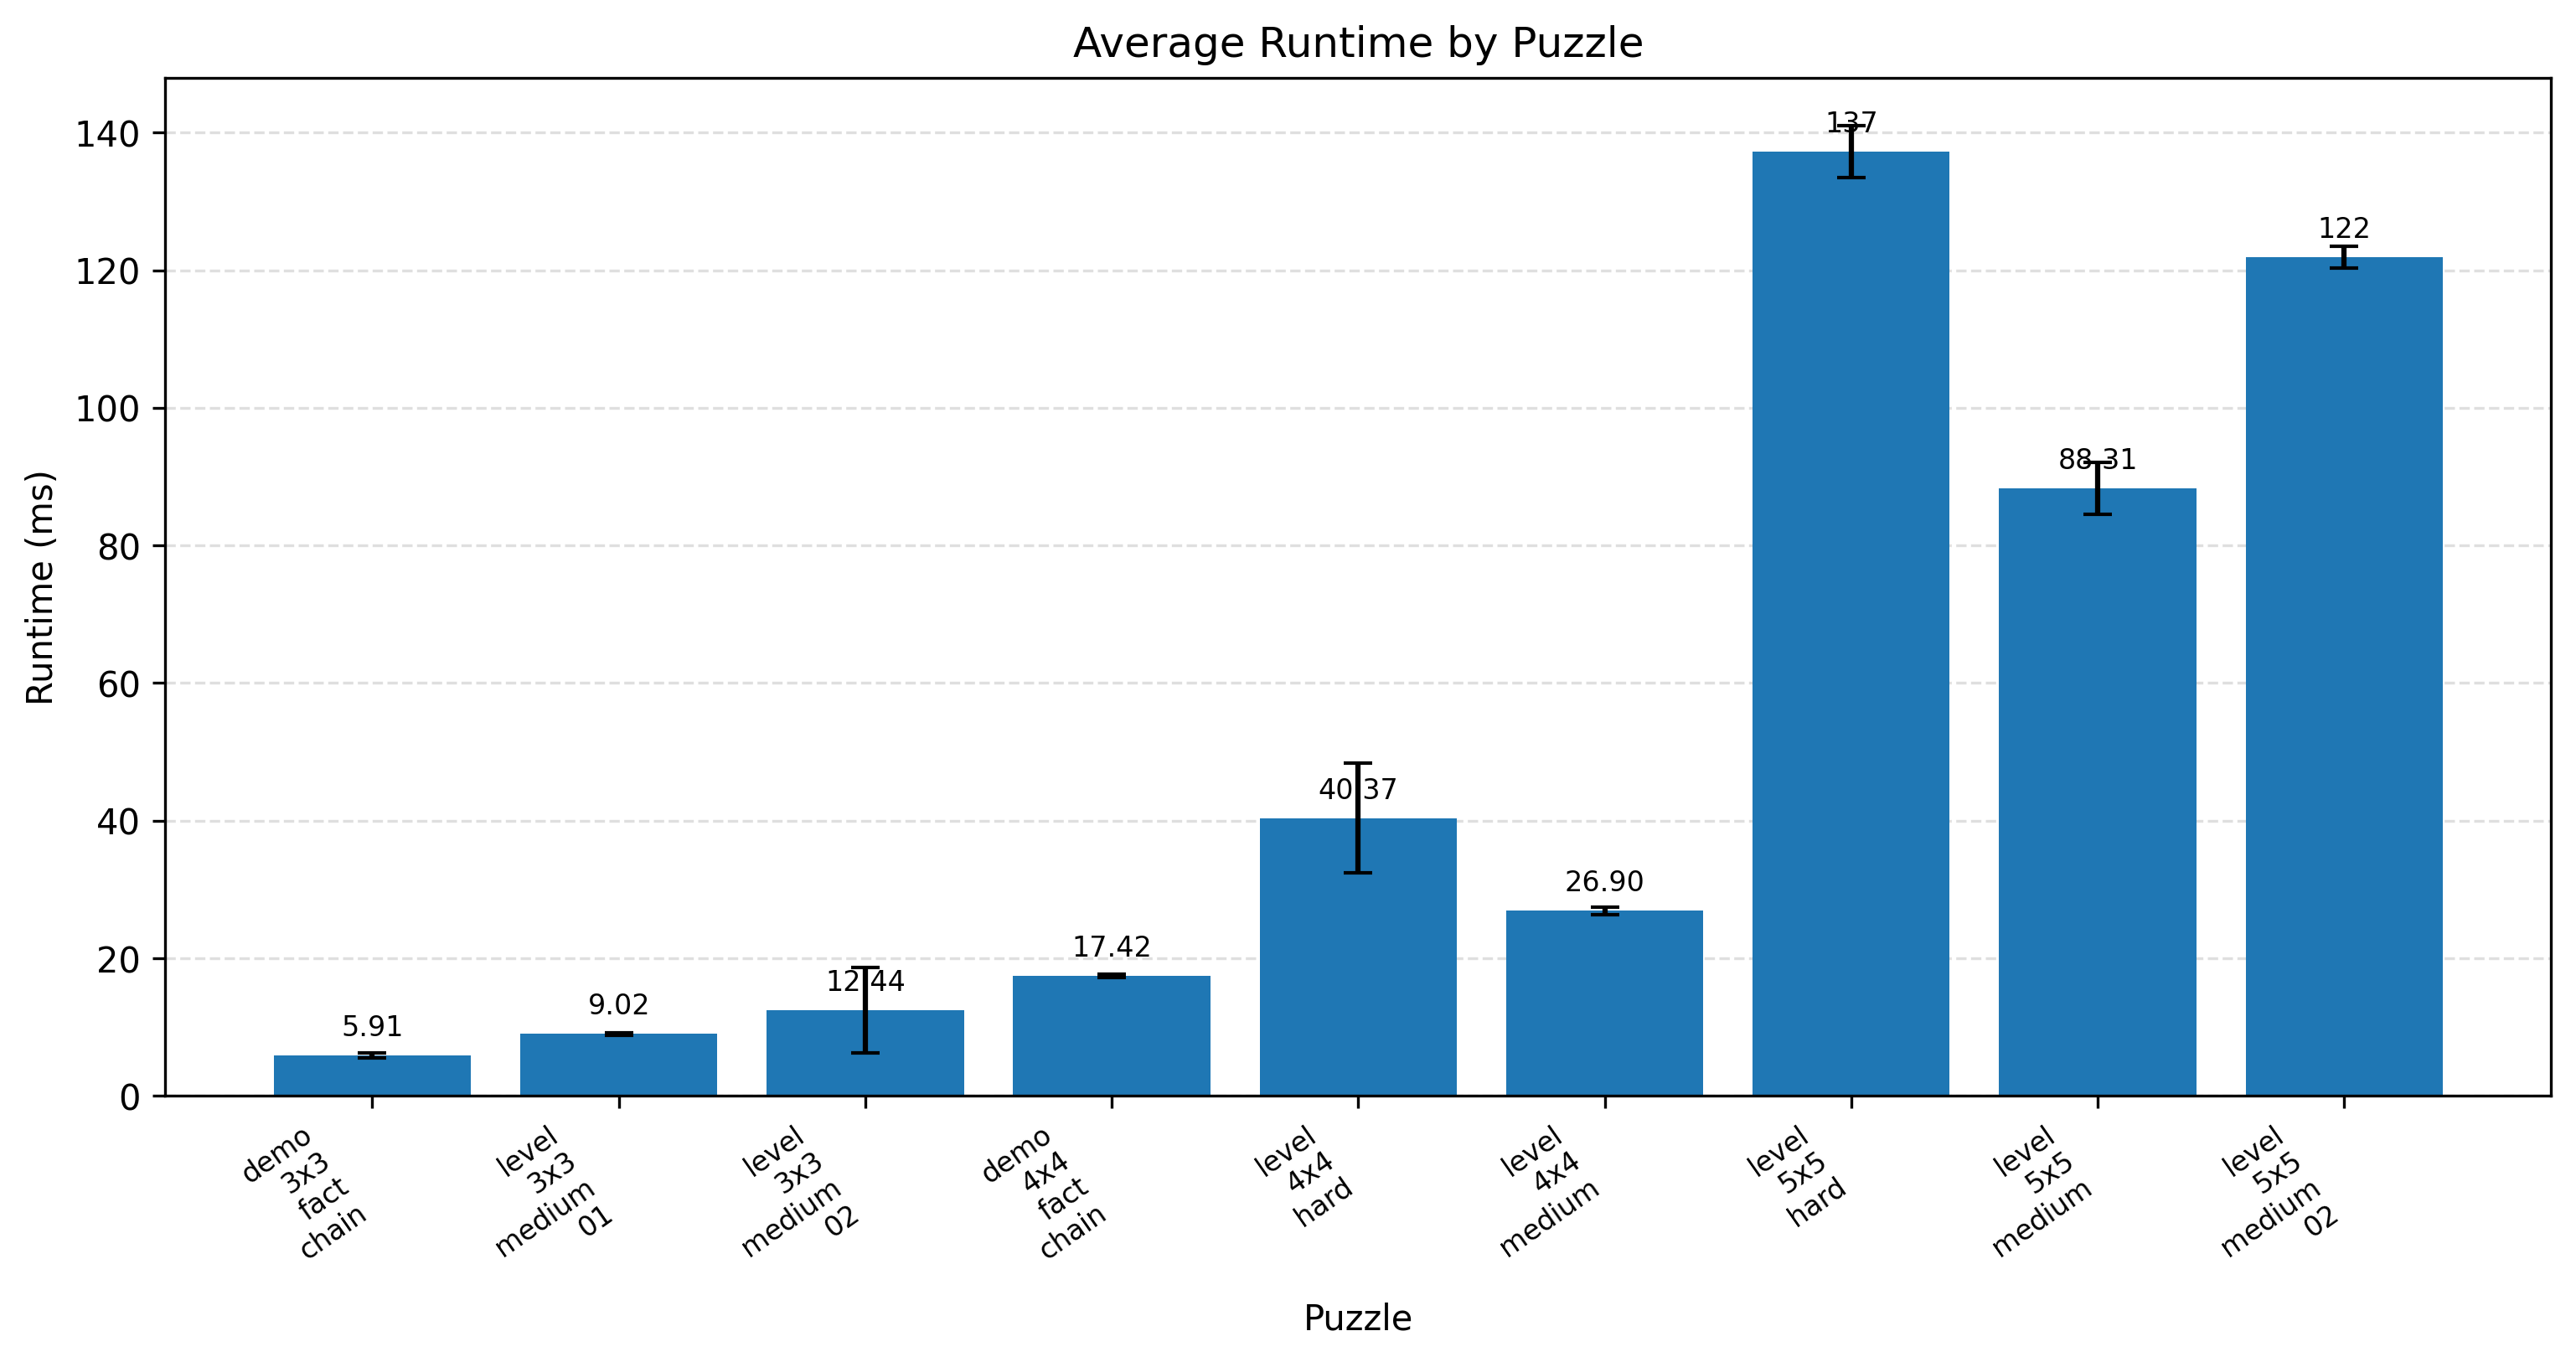 Average Runtime by Puzzle
Runtime (ms)
140
120
100
80
60
40
20
0
5.91
9.02
12.44
17.42
40.37
26.90
137
88.31
122
demo
3x3
fact
chain
level
3x3
medium
01
level
3x3
medium
02
demo
4x4
fact
chain
level
4x4
hard
level
4x4
medium
level
5x5
hard
level
5x5
medium
level
5x5
medium
02
Puzzle